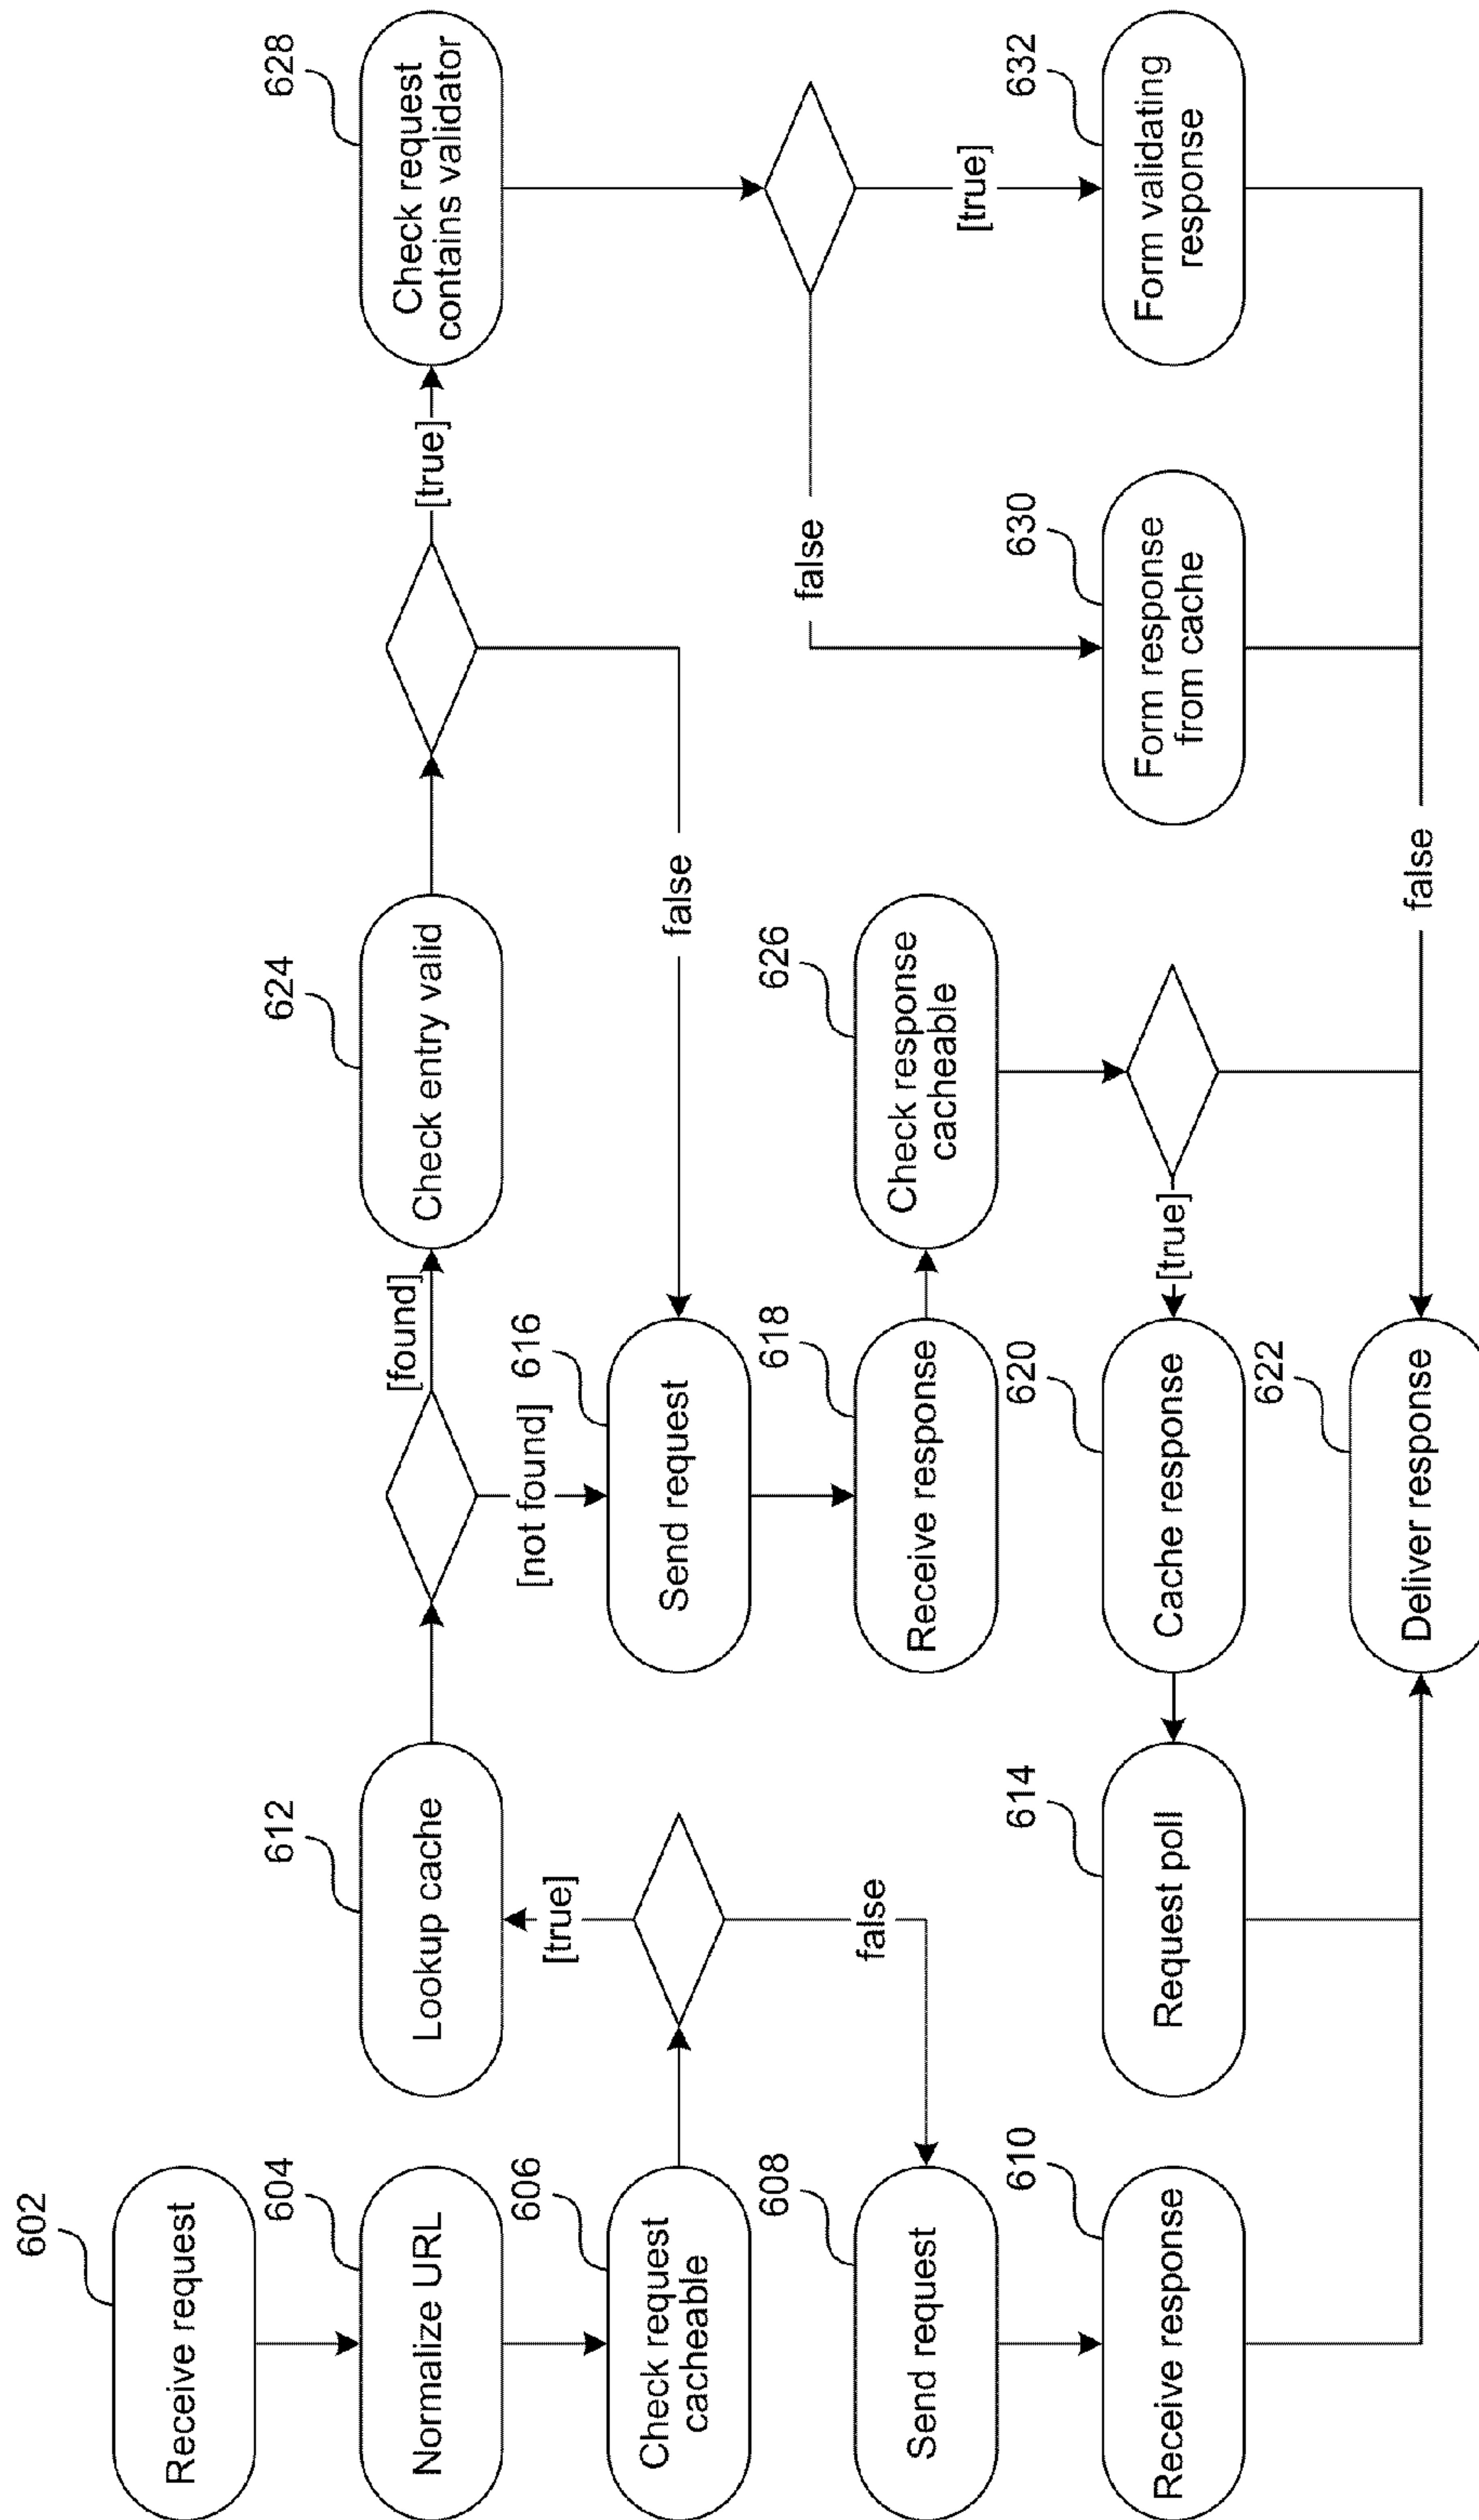 602
Receive request
604
Normalize URL
606
Check request
cacheable
608
Send request
610
Receive response
612
Lookup cache
[true]
false
[found]
[not found]
616
Send request
618
Receive response
624
Check entry valid
[true]
false
626
Check response
cacheable
[true]
false
620
Cache response
614
Request poll
622
Deliver response
628
Check request
contains validator
false
[true]
630
Form response
from cache
632
Form validating
response